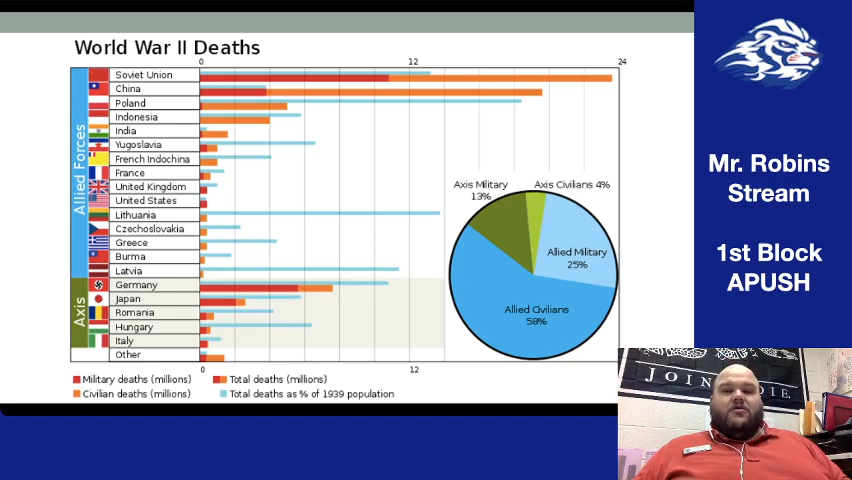 World War II Deaths
0 12 24
Allied Forces
Soviet Union
China
Poland
Indonesia
India
Yugoslavia
French Indochina
France
United Kingdom
United States
Lithuania
Czechoslovakia
Greece
Burma
Latvia
Axis
Germany
Japan
Romania
Hungary
Italy
Other
0 12
Military deaths (millions) Total deaths (millions)
Civilian deaths (millions) Total deaths as % of 1939 population
Axis Military
13%
Axis Civilians 4%
Allied Military
25%
Allied Civilians
58%
Mr. Robins
Stream
1st Block
APUSH
JOIN
DIE.